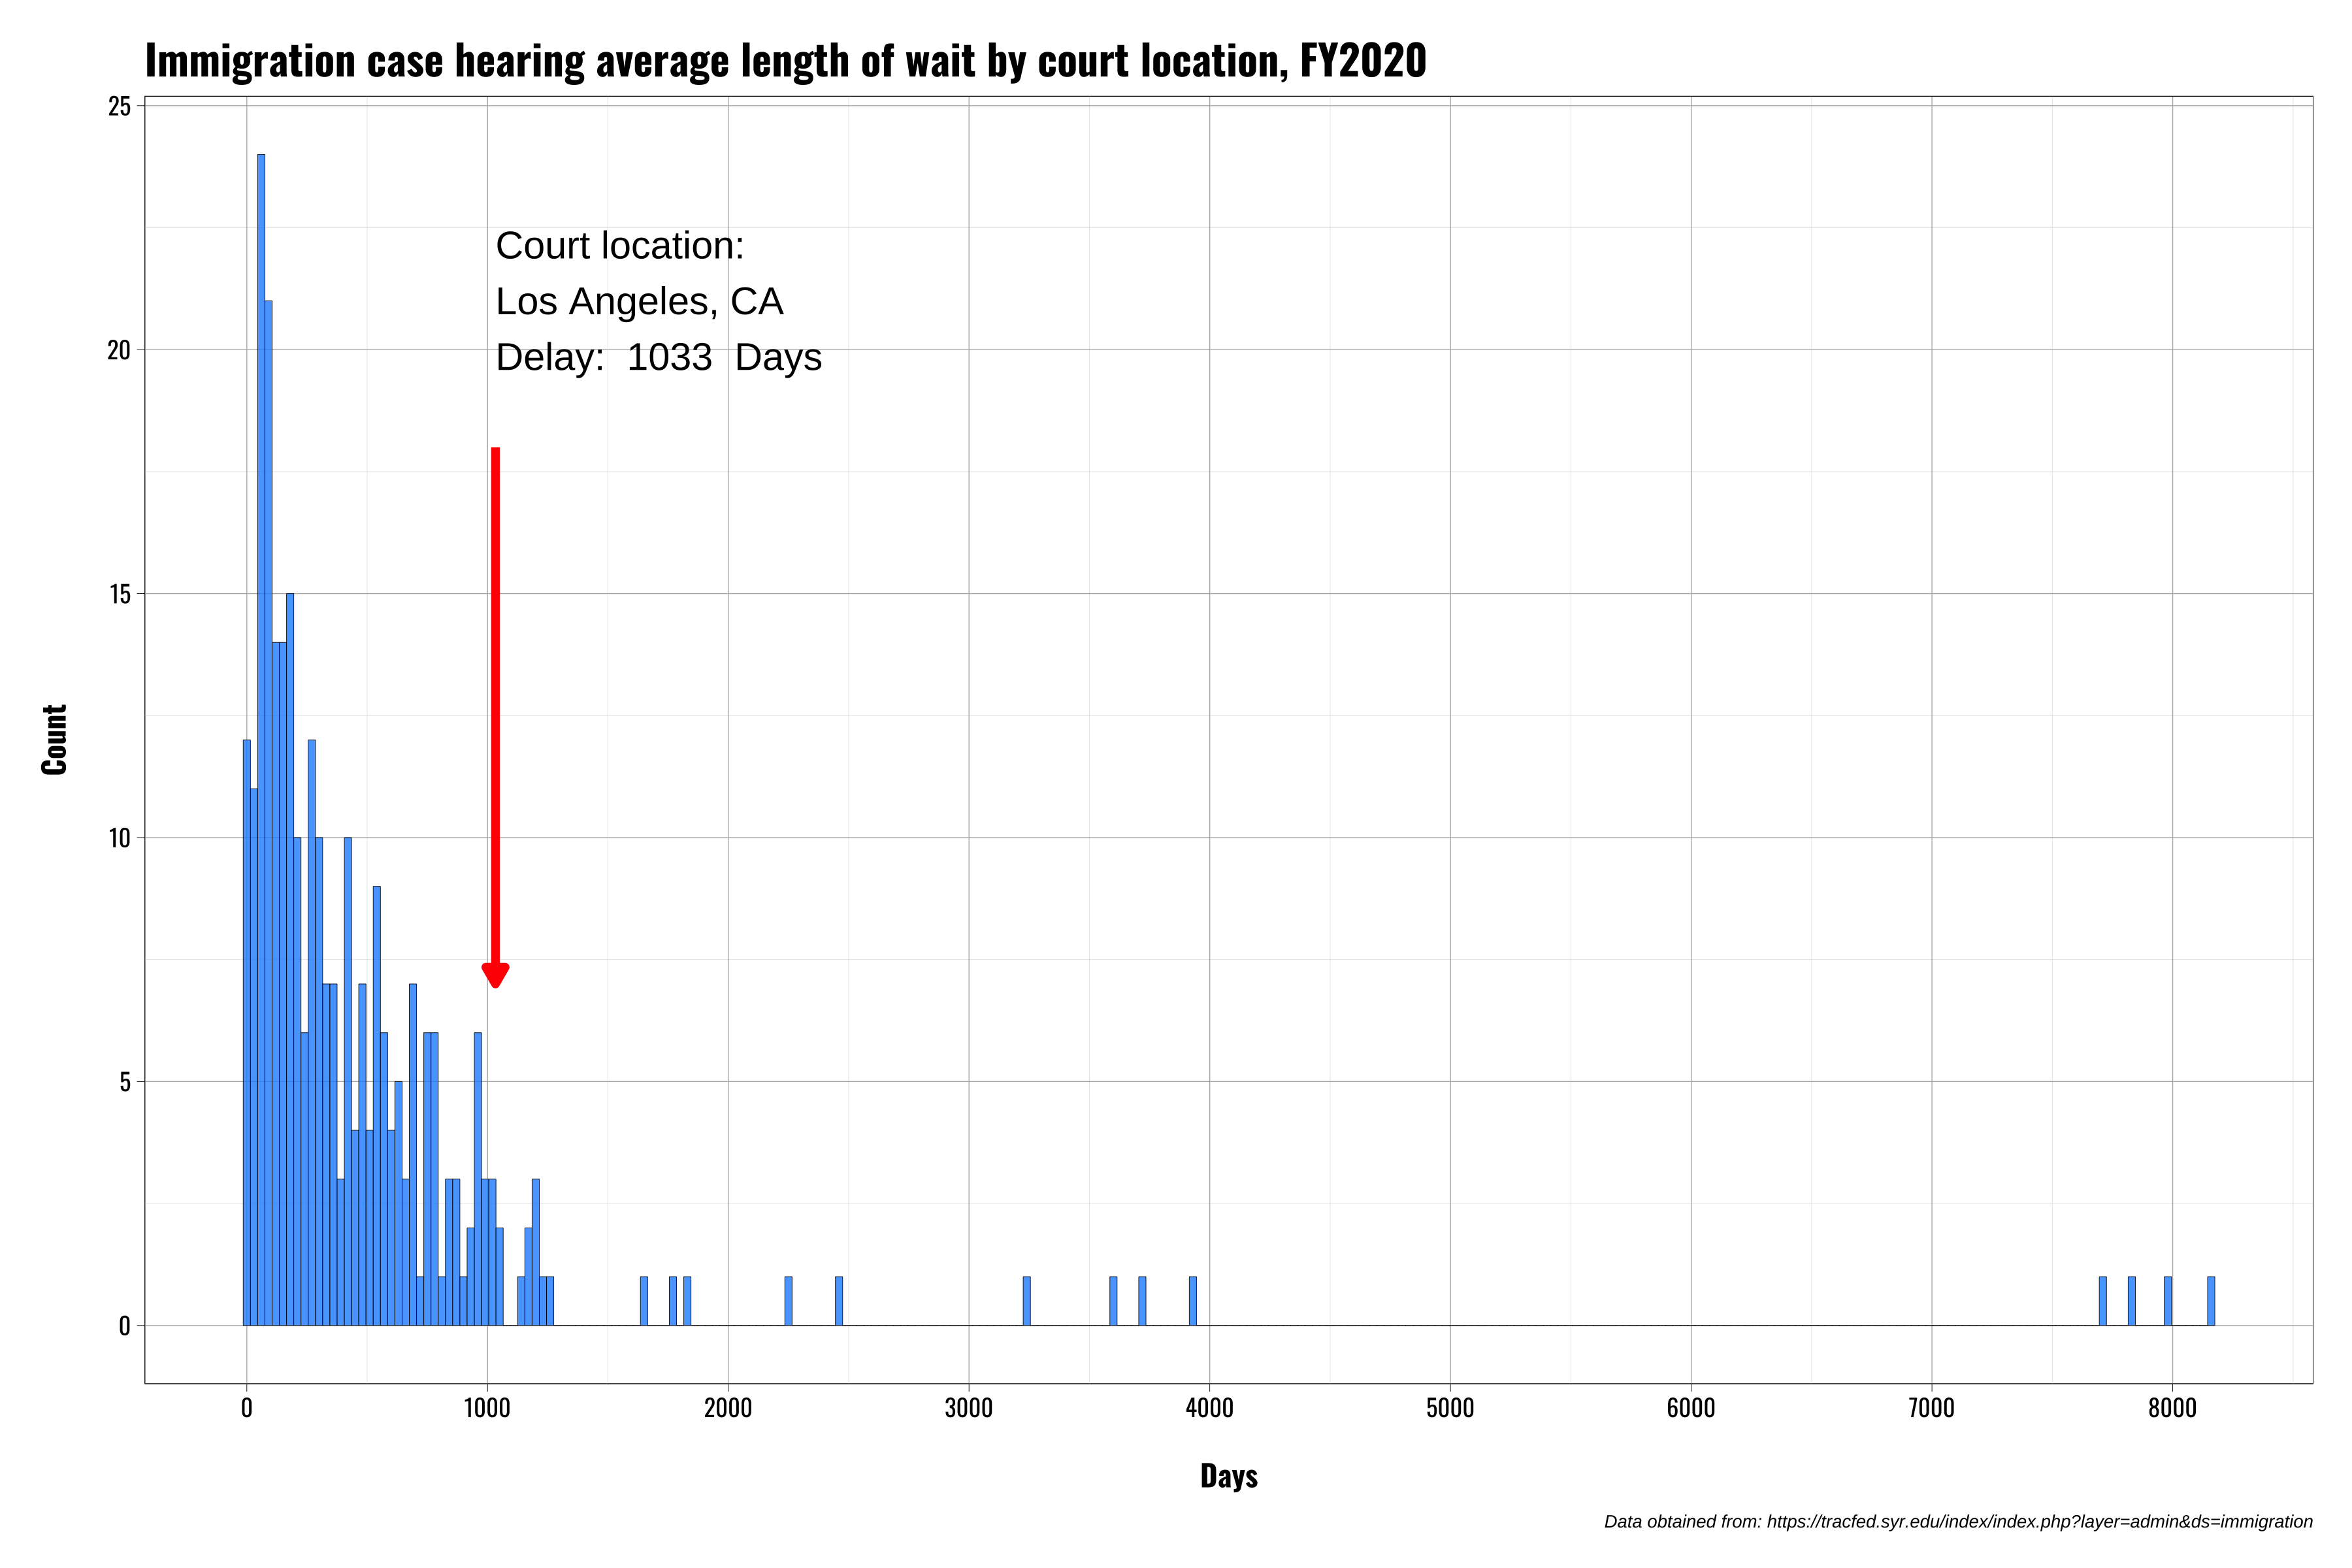 Immigration case hearing average length of wait by court location, FY2020
25
20
15
10
5
0
Count
Court location:
Los Angeles, CA
Delay:  1033  Days
0 1000 2000 3000 4000 5000 6000 7000 8000
Days
Data obtained from: https://tracfed.syr.edu/index/index.php?layer=admin&ds=immigration